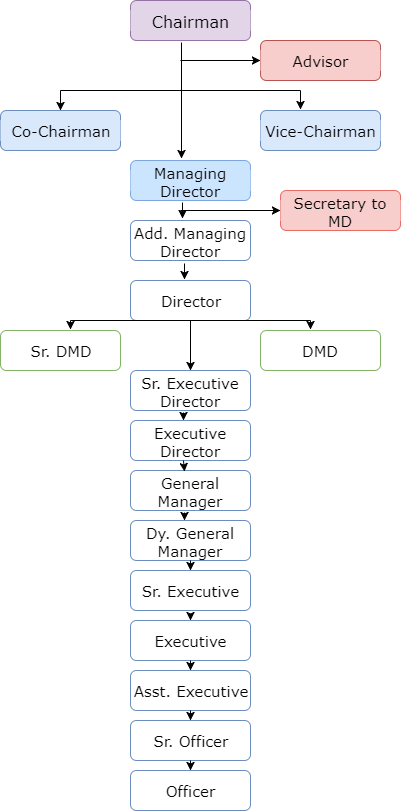 Chairman
Advisor
Co-Chairman
Vice-Chairman
Managing
Director
Secretary to
MD
Add. Managing
Director
Director
Sr. DMD
DMD
Sr. Executive
Director
Executive
Director
General
Manager
Dy. General
Manager
Sr. Executive
Executive
Asst. Executive
Sr. Officer
Officer